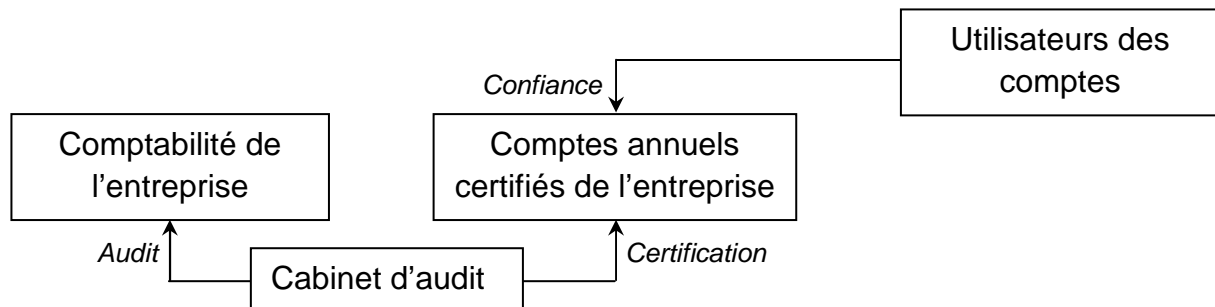 Utilisateurs des
comptes
Confiance
Comptabilité de
l’entreprise
Comptes annuels
certifiés de l’entreprise
Audit
Certification
Cabinet d’audit